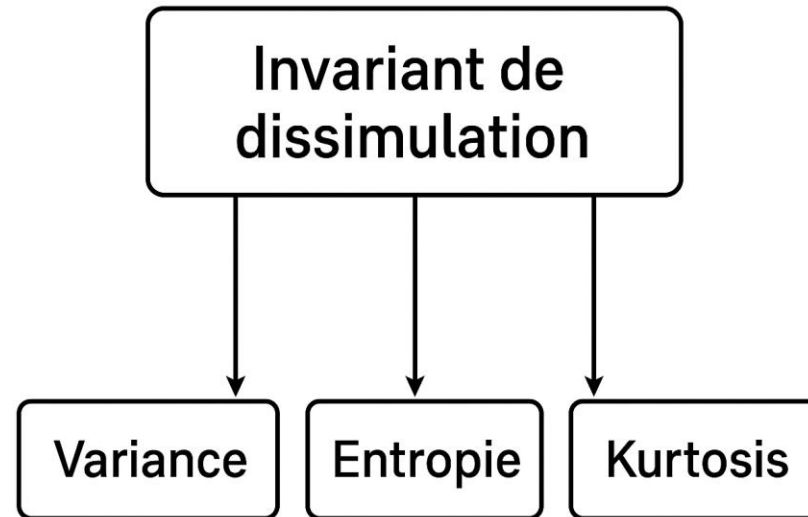 Invariant de
dissimulation
Variance
Entropie
Kurtosis